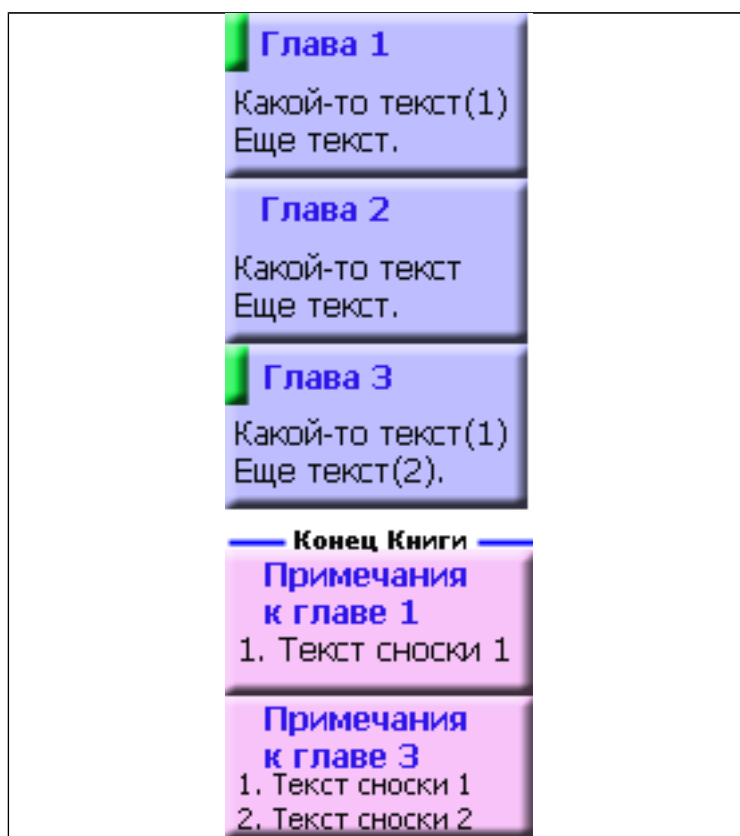 Глава 1
Какой-то текст(1)
Еще текст.
Глава 2
Какой-то текст
Еще текст.
Глава 3
Какой-то текст(1)
Еще текст(2).
Конец Книги
Примечания
к главе 1
1. Текст сноски 1
Примечания
к главе 3
1. Текст сноски 1
2. Текст сноски 2